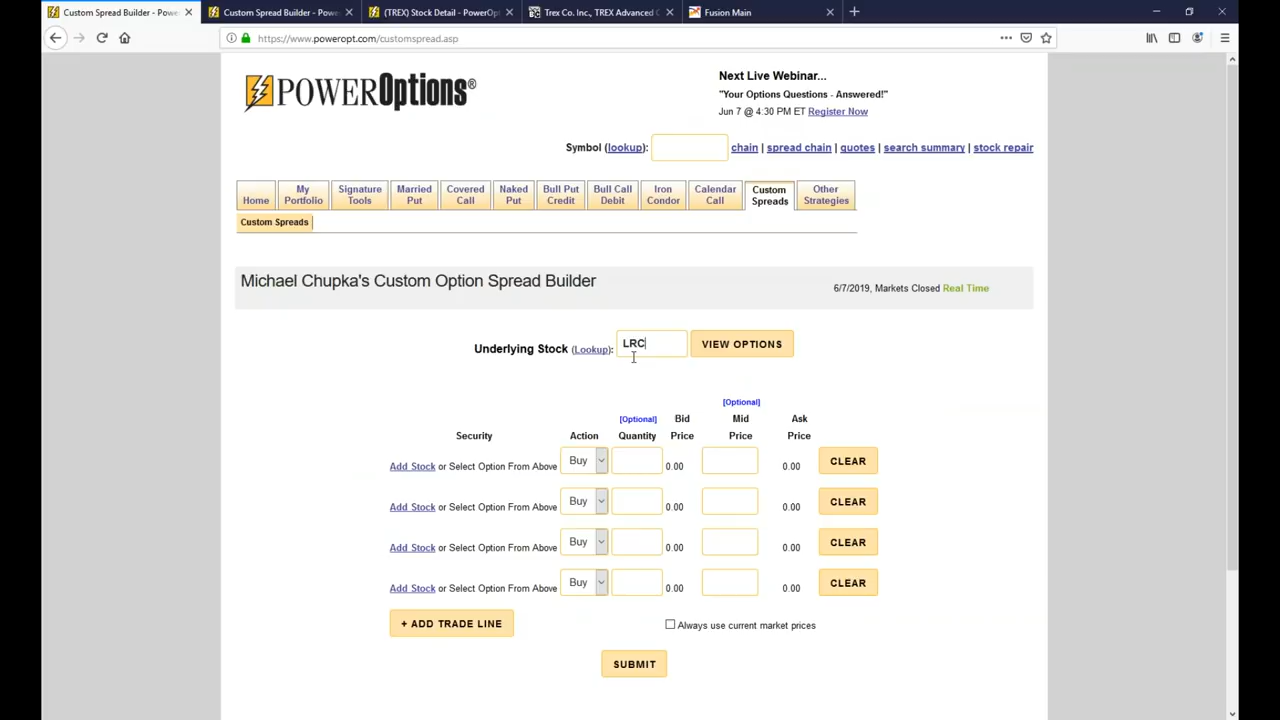 Custom Spread Builder - Powe
Custom Spread Builder - Powe
(TREX) Stock Detail - PowerOpt
Trex Co. Inc., TREX Advanced C
Fusion Main
https://www.poweropt.com/customspread.asp
POWEROptions®
Next Live Webinar...
"Your Options Questions - Answered!"
Jun 7 @ 4:30 PM ET Register Now
Symbol (lookup): chain | spread chain | quotes | search summary | stock repair
Home
My Portfolio
Signature Tools
Married Put
Covered Call
Naked Put
Bull Put Credit
Bull Call Debit
Iron Condor
Calendar Call
Custom Spreads
Other Strategies
Custom Spreads
Michael Chupka's Custom Option Spread Builder
6/7/2019, Markets Closed Real Time
Underlying Stock (Lookup): LRC VIEW OPTIONS
[Optional]
[Optional] Bid Mid Ask
Security Action Quantity Price Price Price
Add Stock or Select Option From Above Buy 0.00 0.00 CLEAR
Add Stock or Select Option From Above Buy 0.00 0.00 CLEAR
Add Stock or Select Option From Above Buy 0.00 0.00 CLEAR
Add Stock or Select Option From Above Buy 0.00 0.00 CLEAR
+ ADD TRADE LINE Always use current market prices
SUBMIT